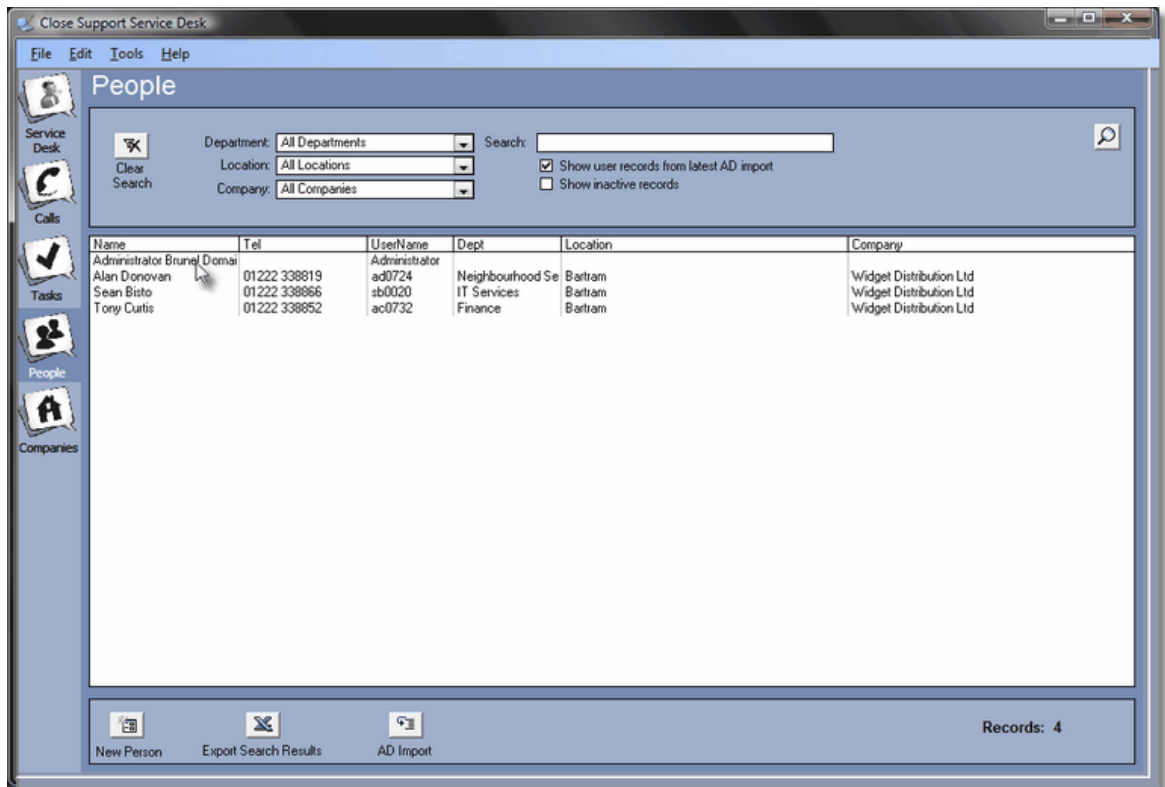 Close Support Service Desk
File Edit Tools Help
People
Service Desk
Calls
Tasks
People
Companies
Clear Search
Department: All Departments
Location: All Locations
Company: All Companies
Search:
Show user records from latest AD import
Show inactive records
Name Tel UserName Dept Location Company
Administrator Brunel Domai Administrator
Alan Donovan 01222 338819 ad0724 Neighbourhood Se Bartram Widget Distribution Ltd
Sean Bisto 01222 338866 sb0020 IT Services Bartram Widget Distribution Ltd
Tony Curtis 01222 338852 ac0732 Finance Bartram Widget Distribution Ltd
New Person Export Search Results AD Import Records: 4